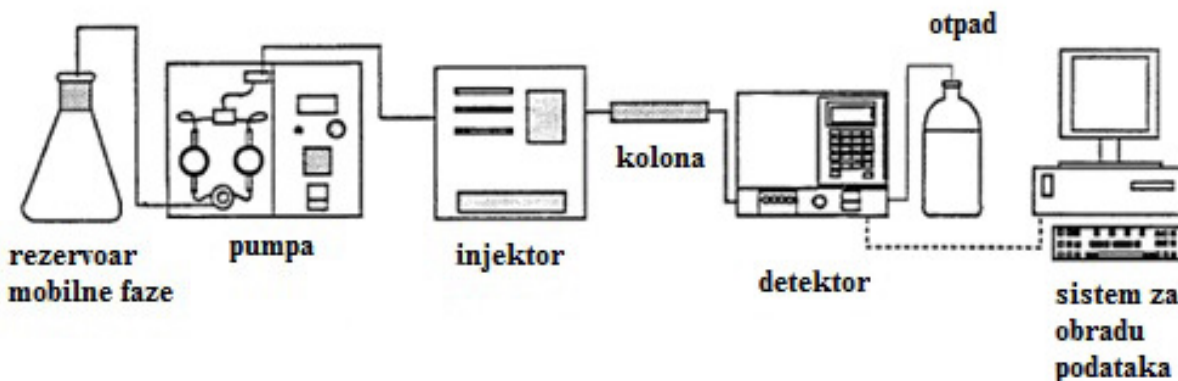 otpad
rezervoar
mobilne faze
pumpa
injektor
kolona
detektor
sistem za
obradu
podataka